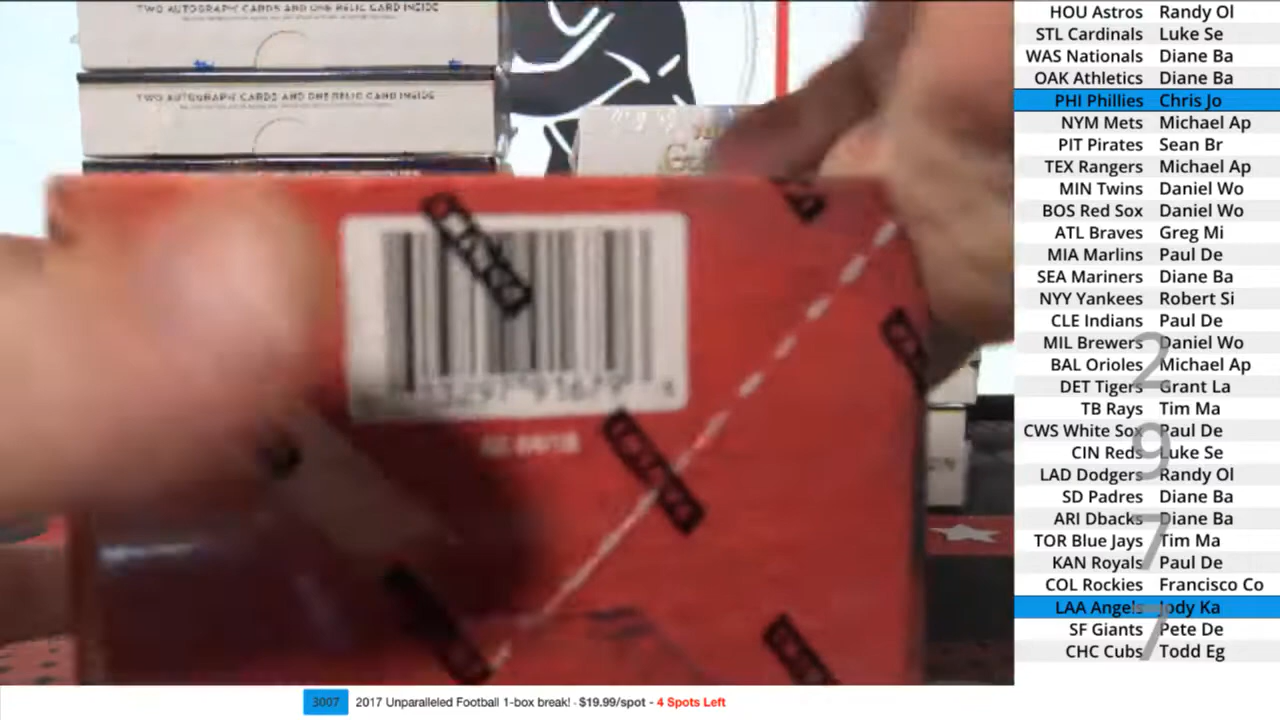 TWO AUTOGRAPH CARDS AND ONE RELIC CARD INSIDE
TWO AUTOGRAPH CARDS AND ONE RELIC CARD INSIDE
HOU Astros Randy Ol
STL Cardinals Luke Se
WAS Nationals Diane Ba
OAK Athletics Diane Ba
PHI Phillies Chris Jo
NYM Mets Michael Ap
PIT Pirates Sean Br
TEX Rangers Michael Ap
MIN Twins Daniel Wo
BOS Red Sox Daniel Wo
ATL Braves Greg Mi
MIA Marlins Paul De
SEA Mariners Diane Ba
NYY Yankees Robert Si
CLE Indians Paul De
MIL Brewers Daniel Wo
BAL Orioles Michael Ap
DET Tigers Grant La
TB Rays Tim Ma
CWS White Sox Paul De
CIN Reds Luke Se
LAD Dodgers Randy Ol
SD Padres Diane Ba
ARI Dbacks Diane Ba
TOR Blue Jays Tim Ma
KAN Royals Paul De
COL Rockies Francisco Co
LAA Angels Jody Ka
SF Giants Pete De
CHC Cubs Todd Eg
2
9
7
7
3007 2017 Unparalleled Football 1-box break! - $19.99/spot - 4 Spots Left